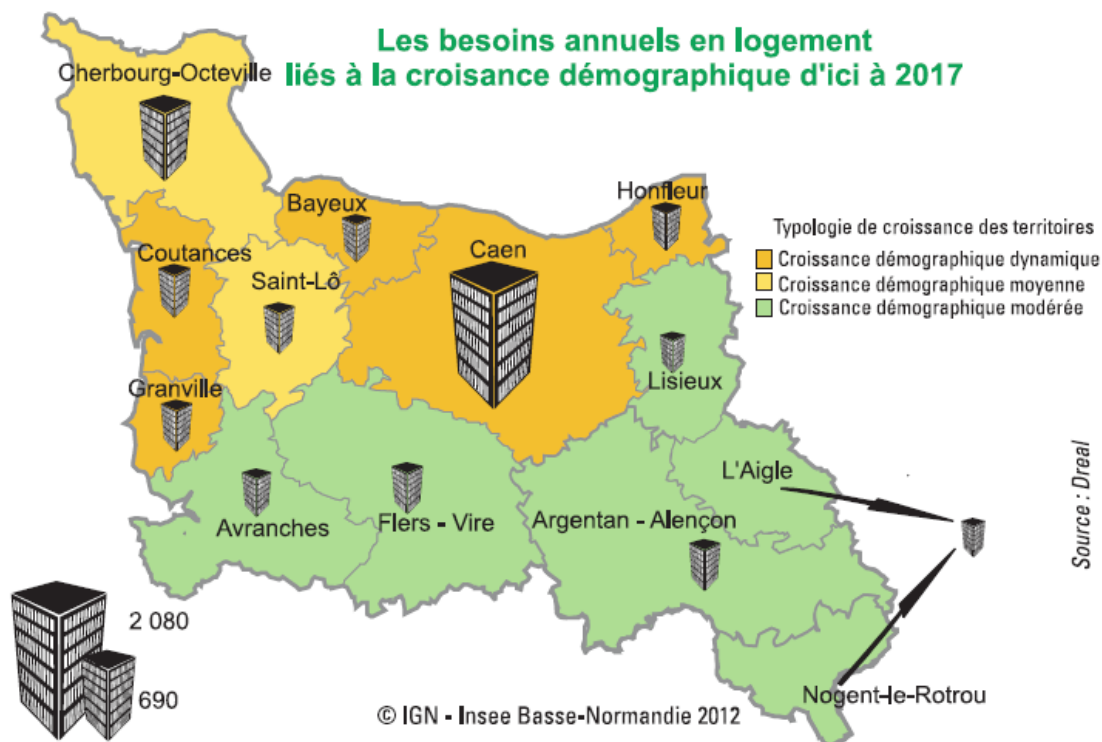 Les besoins annuels en logement
liés à la croisance démographique d'ici à 2017
Cherbourg-Octeville
Honfleur
Bayeux
Typologie de croissance des territoires
Coutances
Caen
Croissance démographique dynamique
Saint-Lô
Croissance démographique moyenne
Croissance démographique modérée
Granville
Lisieux
L'Aigle
Avranches
Flers - Vire
Argentan - Alençon
Source : Dreal
2 080
690
Nogent-le-Rotrou
© IGN - Insee Basse-Normandie 2012